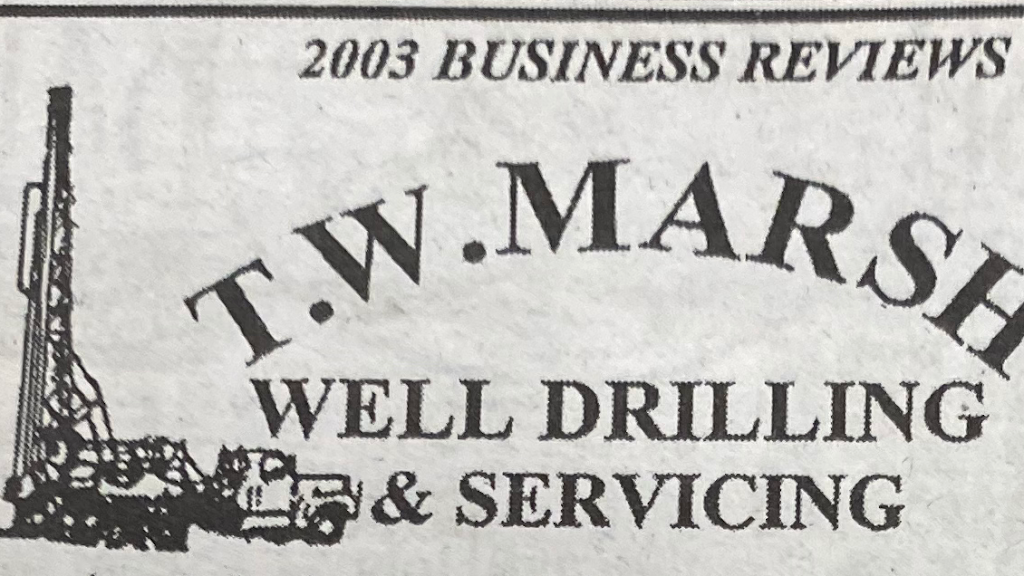 2003 BUSINESS REVIEWS
T.W.MARSH
WELL DRILLING
& SERVICING